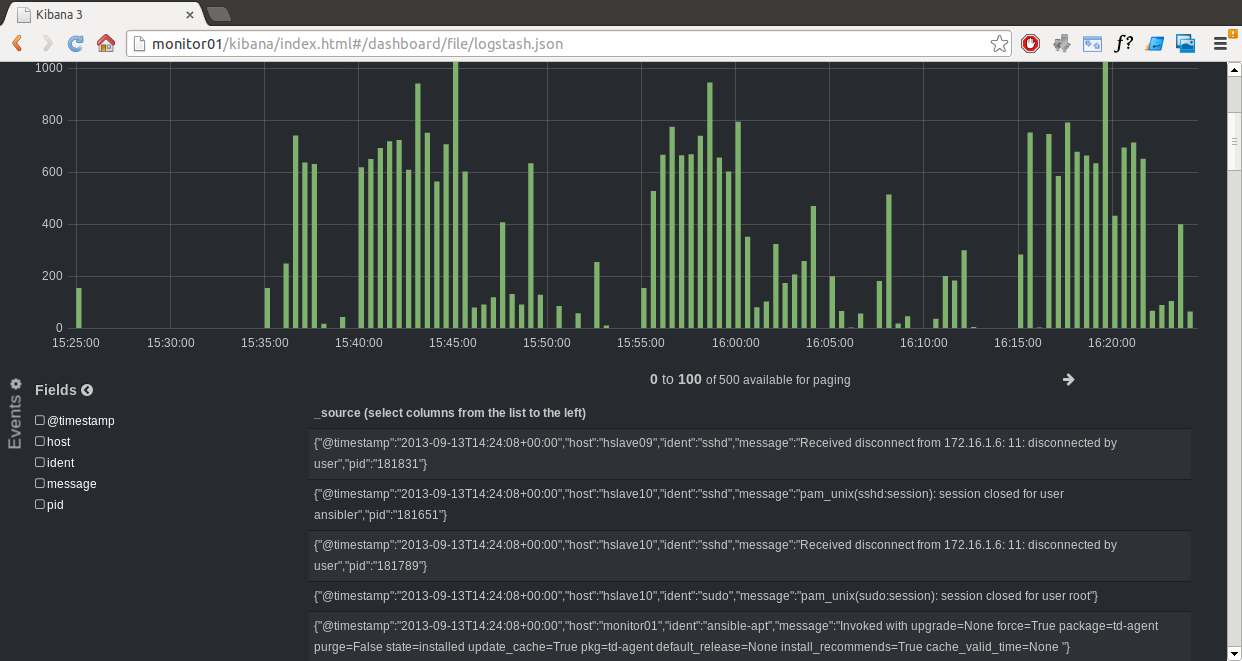 Kibana 3
monitor01/kibana/index.html#/dashboard/file/logstash.json
f?
1000
800
600
400
200
0
15:25:00 15:30:00 15:35:00 15:40:00 15:45:00 15:50:00 15:55:00 16:00:00 16:05:00 16:10:00 16:15:00 16:20:00
0 to 100 of 500 available for paging
Events
Fields
@timestamp
host
ident
message
pid
_source (select columns from the list to the left)
{"@timestamp":"2013-09-13T14:24:08+00:00","host":"hslave09","ident":"sshd","message":"Received disconnect from 172.16.1.6: 11: disconnected by
user","pid":"181831"}
{"@timestamp":"2013-09-13T14:24:08+00:00","host":"hslave10","ident":"sshd","message":"pam_unix(sshd:session): session closed for user
ansibler","pid":"181651"}
{"@timestamp":"2013-09-13T14:24:08+00:00","host":"hslave10","ident":"sshd","message":"Received disconnect from 172.16.1.6: 11: disconnected by
user","pid":"181789"}
{"@timestamp":"2013-09-13T14:24:08+00:00","host":"hslave10","ident":"sudo","message":"pam_unix(sudo:session): session closed for user root"}
{"@timestamp":"2013-09-13T14:24:08+00:00","host":"monitor01","ident":"ansible-apt","message":"Invoked with upgrade=None force=True package=td-agent
purge=False state=installed update_cache=True pkg=td-agent default_release=None install_recommends=True cache_valid_time=None "}